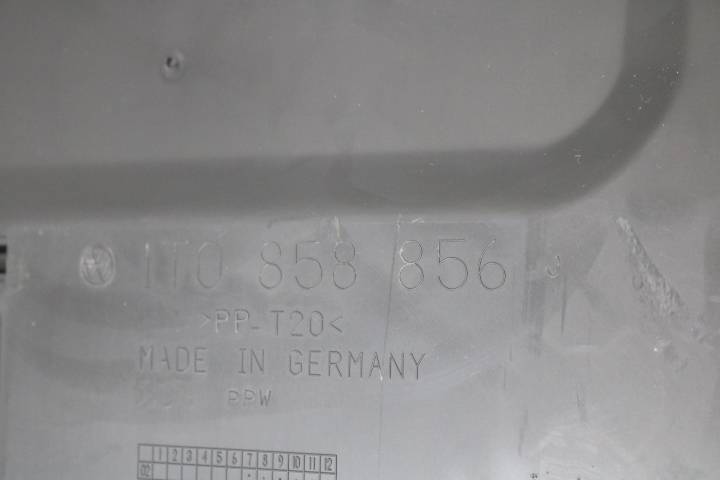 1T0 858 856 J
>PP-T20<
MADE IN GERMANY
PPW
1 2 3 4 5 6 7 8 9 10 11 12
02